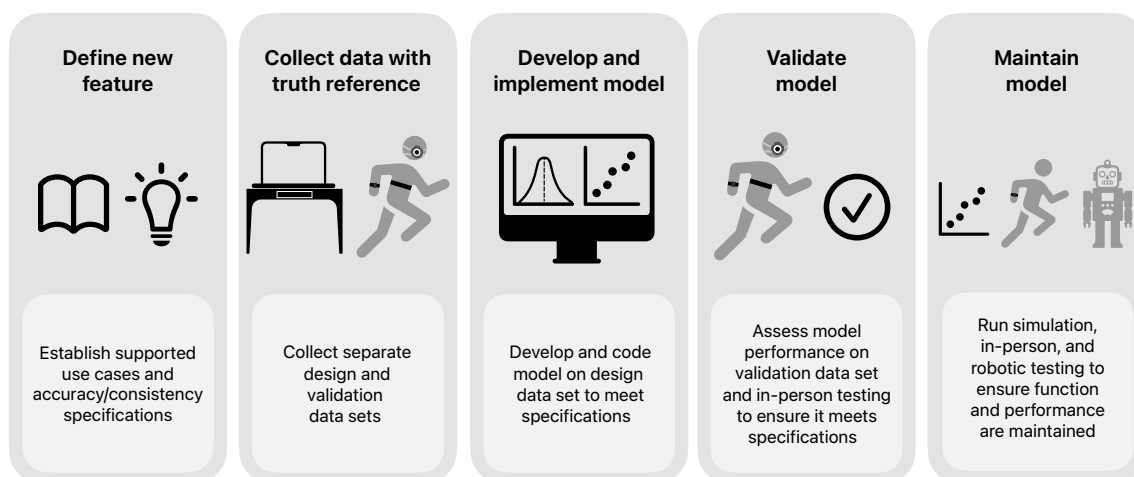 Define new
feature
Establish supported
use cases and
accuracy/consistency
specifications
Collect data with
truth reference
Collect separate
design and
validation
data sets
Develop and
implement model
Develop and code
model on design
data set to meet
specifications
Validate
model
Assess model
performance on
validation data set
and in-person testing
to ensure it meets
specifications
Maintain
model
Run simulation,
in-person, and
robotic testing to
ensure function
and performance
are maintained